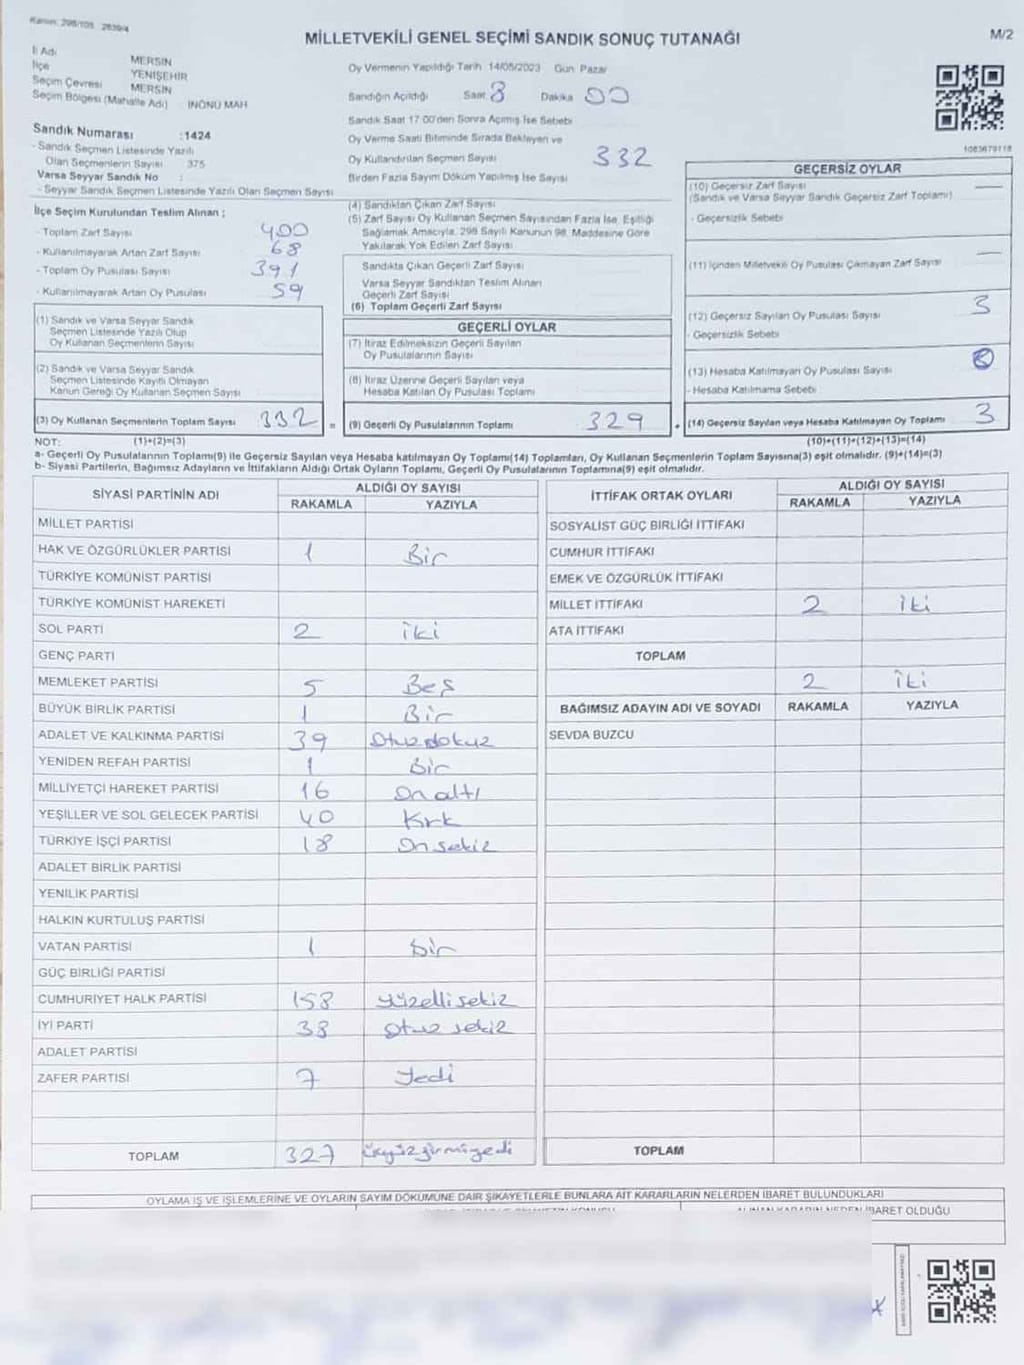 Kanun: 298/105 2839/4
MİLLETVEKİLİ GENEL SEÇİMİ SANDIK SONUÇ TUTANAĞI
M/2
İl Adı MERSİN
İlçe YENİŞEHİR
Seçim Çevresi MERSİN
Seçim Bölgesi (Mahalle Adı) : İNÖNÜ MAH
Sandık Numarası :1424
- Sandık Seçmen Listesinde Yazılı
Olan Seçmenlerin Sayısı 375
Varsa Seyyar Sandık No :
- Seyyar Sandık Seçmen Listesinde Yazılı Olan Seçmen Sayısı
Oy Vermenin Yapıldığı Tarih 14/05/2023 Gün Pazar
Sandığın Açıldığı Saat 8 Dakika 00
Sandık Saat 17:00'den Sonra Açılmış İse Sebebi
Oy Verme Saati Bitiminde Sırada Bekleyen ve
Oy Kullandırılan Seçmen Sayısı 332
Birden Fazla Sayım Döküm Yapılmış İse Sayısı
1083679118
İlçe Seçim Kurulundan Teslim Alınan ;
- Toplam Zarf Sayısı 400
- Kullanılmayarak Artan Zarf Sayısı 68
- Toplam Oy Pusulası Sayısı 391
- Kullanılmayarak Artan Oy Pusulası 59
(1) Sandık ve Varsa Seyyar Sandık
Seçmen Listesinde Yazılı Olup
Oy Kullanan Seçmenlerin Sayısı
(2) Sandık ve Varsa Seyyar Sandık
Seçmen Listesinde Kayıtlı Olmayan
Kanun Gereği Oy Kullanan Seçmen Sayısı
(3) Oy Kullanan Seçmenlerin Toplam Sayısı 332 =
(1)+(2)=(3)
(4) Sandıktan Çıkan Zarf Sayısı
(5) Zarf Sayısı Oy Kullanan Seçmen Sayısından Fazla İse, Eşitliği
Sağlamak Amacıyla, 298 Sayılı Kanunun 98. Maddesine Göre
Yakılarak Yok Edilen Zarf Sayısı
Sandıkta Çıkan Geçerli Zarf Sayısı
Varsa Seyyar Sandıktan Teslim Alınan
Geçerli Zarf Sayısı
(6) Toplam Geçerli Zarf Sayısı
GEÇERLİ OYLAR
(7) İtiraz Edilmeksizin Geçerli Sayılan
Oy Pusulalarının Sayısı
(8) İtiraz Üzerine Geçerli Sayılan veya
Hesaba Katılan Oy Pusulası Toplamı
(9) Geçerli Oy Pusulalarının Toplamı 329 +
GEÇERSİZ OYLAR
(10) Geçersiz Zarf Sayısı —
(Sandık ve Varsa Seyyar Sandık Geçersiz Zarf Toplamı)
- Geçersizlik Sebebi
(11) İçinden Milletvekili Oy Pusulası Çıkmayan Zarf Sayısı —
(12) Geçersiz Sayılan Oy Pusulası Sayısı 3
- Geçersizlik Sebebi
(13) Hesaba Katılmayan Oy Pusulası Sayısı
- Hesaba Katılmama Sebebi
(14) Geçersiz Sayılan veya Hesaba Katılmayan Oy Toplamı 3
(10)+(11)+(12)+(13)=(14)
NOT:
a- Geçerli Oy Pusulalarının Toplamı(9) ile Geçersiz Sayılan veya Hesaba katılmayan Oy Toplamı(14) Toplamları, Oy Kullanan Seçmenlerin Toplam Sayısına(3) eşit olmalıdır. (9)+(14)=(3)
b- Siyasi Partilerin, Bağımsız Adayların ve İttifakların Aldığı Ortak Oyların Toplamı, Geçerli Oy Pusulalarının Toplamına(9) eşit olmalıdır.
SİYASİ PARTİNİN ADI ALDIĞI OY SAYISI
RAKAMLA YAZIYLA
MİLLET PARTİSİ
HAK VE ÖZGÜRLÜKLER PARTİSİ 1 Bir
TÜRKİYE KOMÜNİST PARTİSİ
TÜRKİYE KOMÜNİST HAREKETİ
SOL PARTİ 2 iki
GENÇ PARTİ
MEMLEKET PARTİSİ 5 Beş
BÜYÜK BİRLİK PARTİSİ 1 Bir
ADALET VE KALKINMA PARTİSİ 39 Otuzdokuz
YENİDEN REFAH PARTİSİ 1 Bir
MİLLİYETÇİ HAREKET PARTİSİ 16 Onaltı
YEŞİLLER VE SOL GELECEK PARTİSİ 40 Kırk
TÜRKİYE İŞÇİ PARTİSİ 18 Onsekiz
ADALET BİRLİK PARTİSİ
YENİLİK PARTİSİ
HALKIN KURTULUŞ PARTİSİ
VATAN PARTİSİ 1 bir
GÜÇ BİRLİĞİ PARTİSİ
CUMHURİYET HALK PARTİSİ 158 yüzellisekiz
İYİ PARTİ 38 Otuz sekiz
ADALET PARTİSİ
ZAFER PARTİSİ 7 Yedi
TOPLAM 327 üçyüzyirmiyedi
İTTİFAK ORTAK OYLARI ALDIĞI OY SAYISI
RAKAMLA YAZIYLA
SOSYALİST GÜÇ BİRLİĞİ İTTİFAKI
CUMHUR İTTİFAKI
EMEK VE ÖZGÜRLÜK İTTİFAKI
MİLLET İTTİFAKI 2 iki
ATA İTTİFAKI
TOPLAM 2 iki
BAĞIMSIZ ADAYIN ADI VE SOYADI RAKAMLA YAZIYLA
SEVDA BUZCU
TOPLAM
OYLAMA İŞ VE İŞLEMLERİNE VE OYLARIN SAYIM DÖKÜMÜNE DAİR ŞİKAYETLERLE BUNLARA AİT KARARLARIN NELERDEN İBARET BULUNDUKLARI
ALINAN KARARIN NEDEN İBARET OLDUĞU